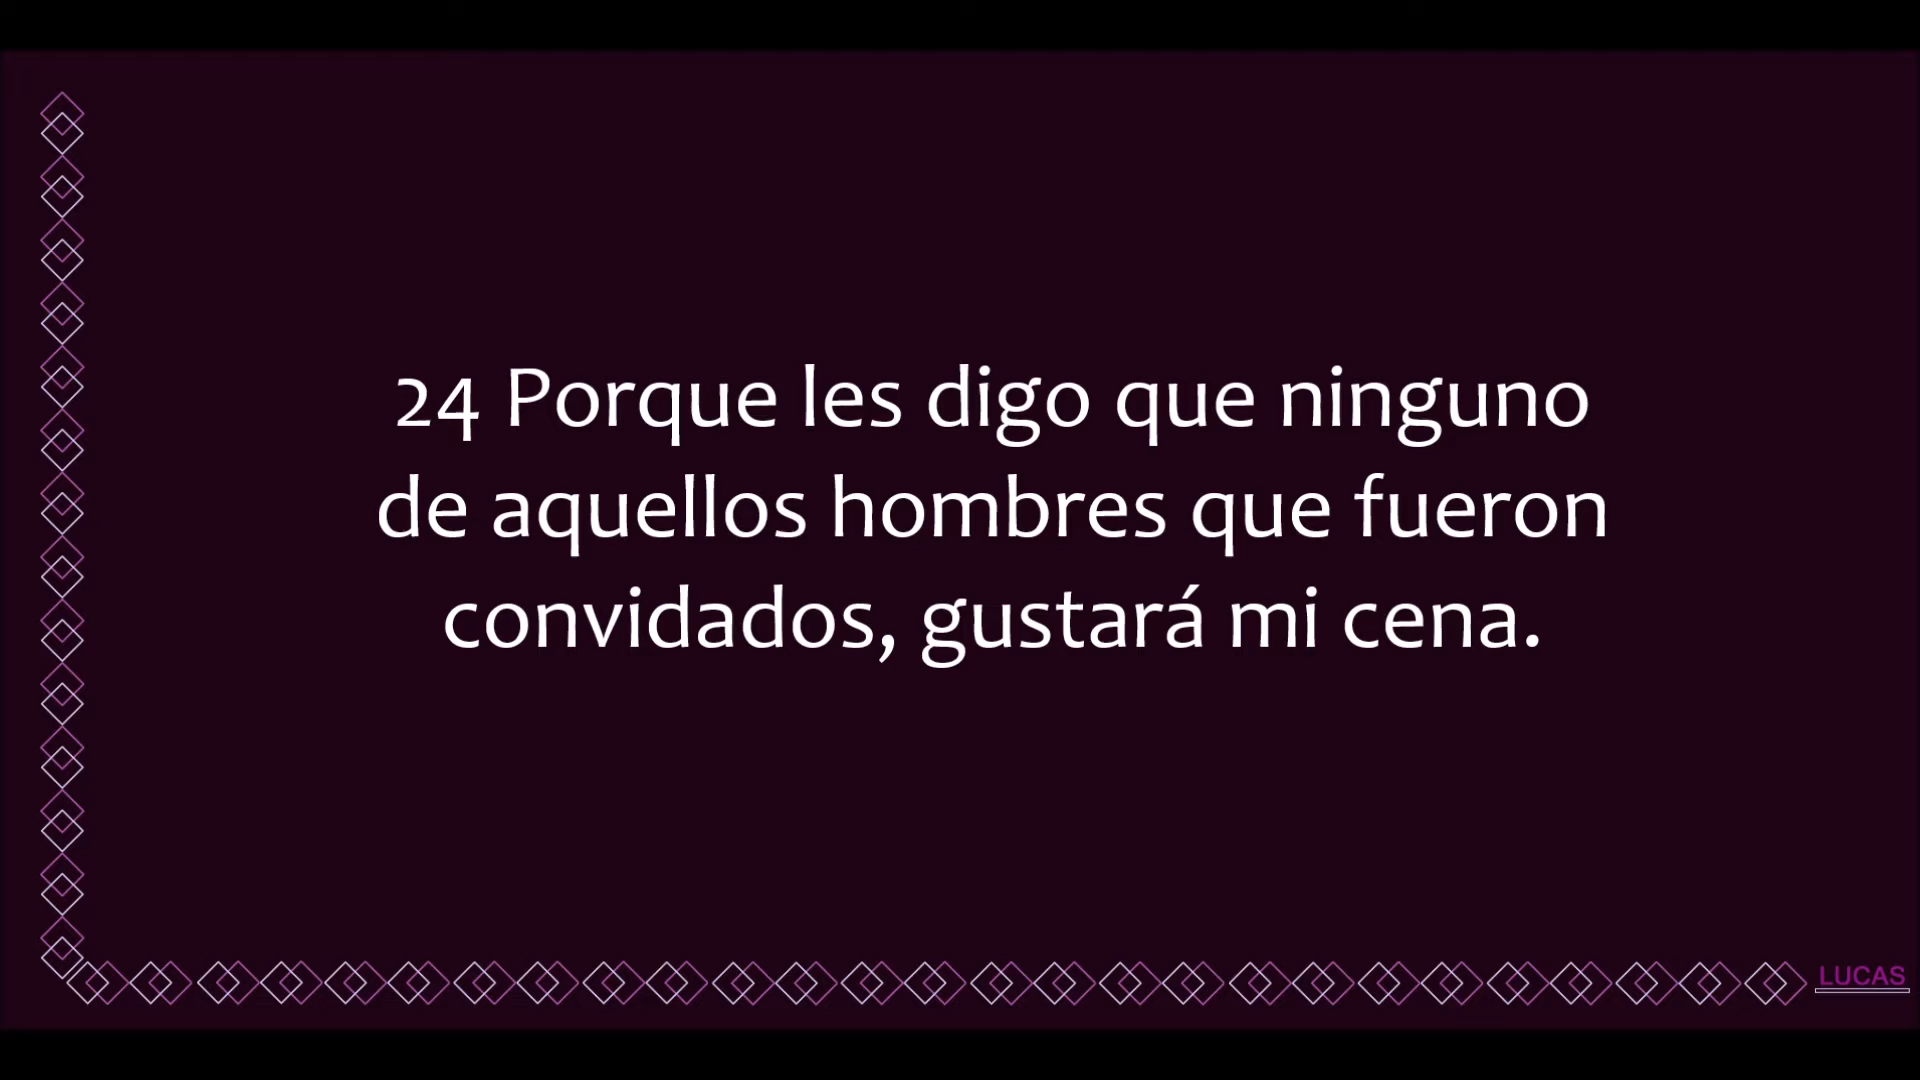 24 Porque les digo que ninguno
de aquellos hombres que fueron
convidados, gustará mi cena.
LUCAS